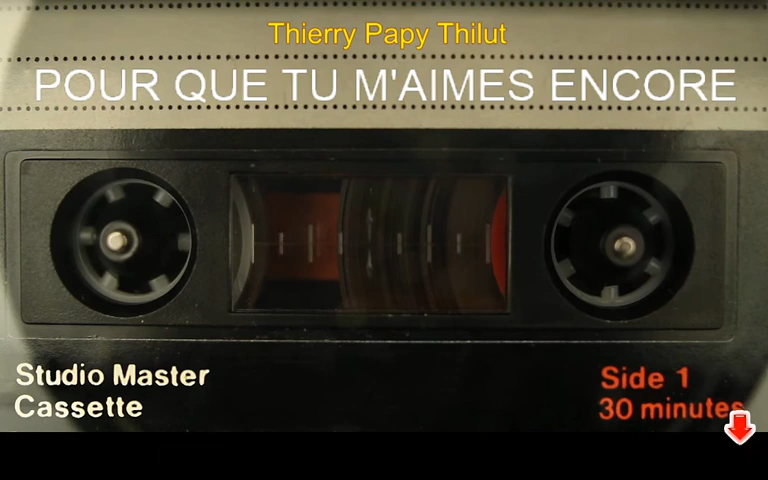 Thierry Papy Thilut
POUR QUE TU M'AIMES ENCORE
Studio Master
Cassette
Side 1
30 minutes